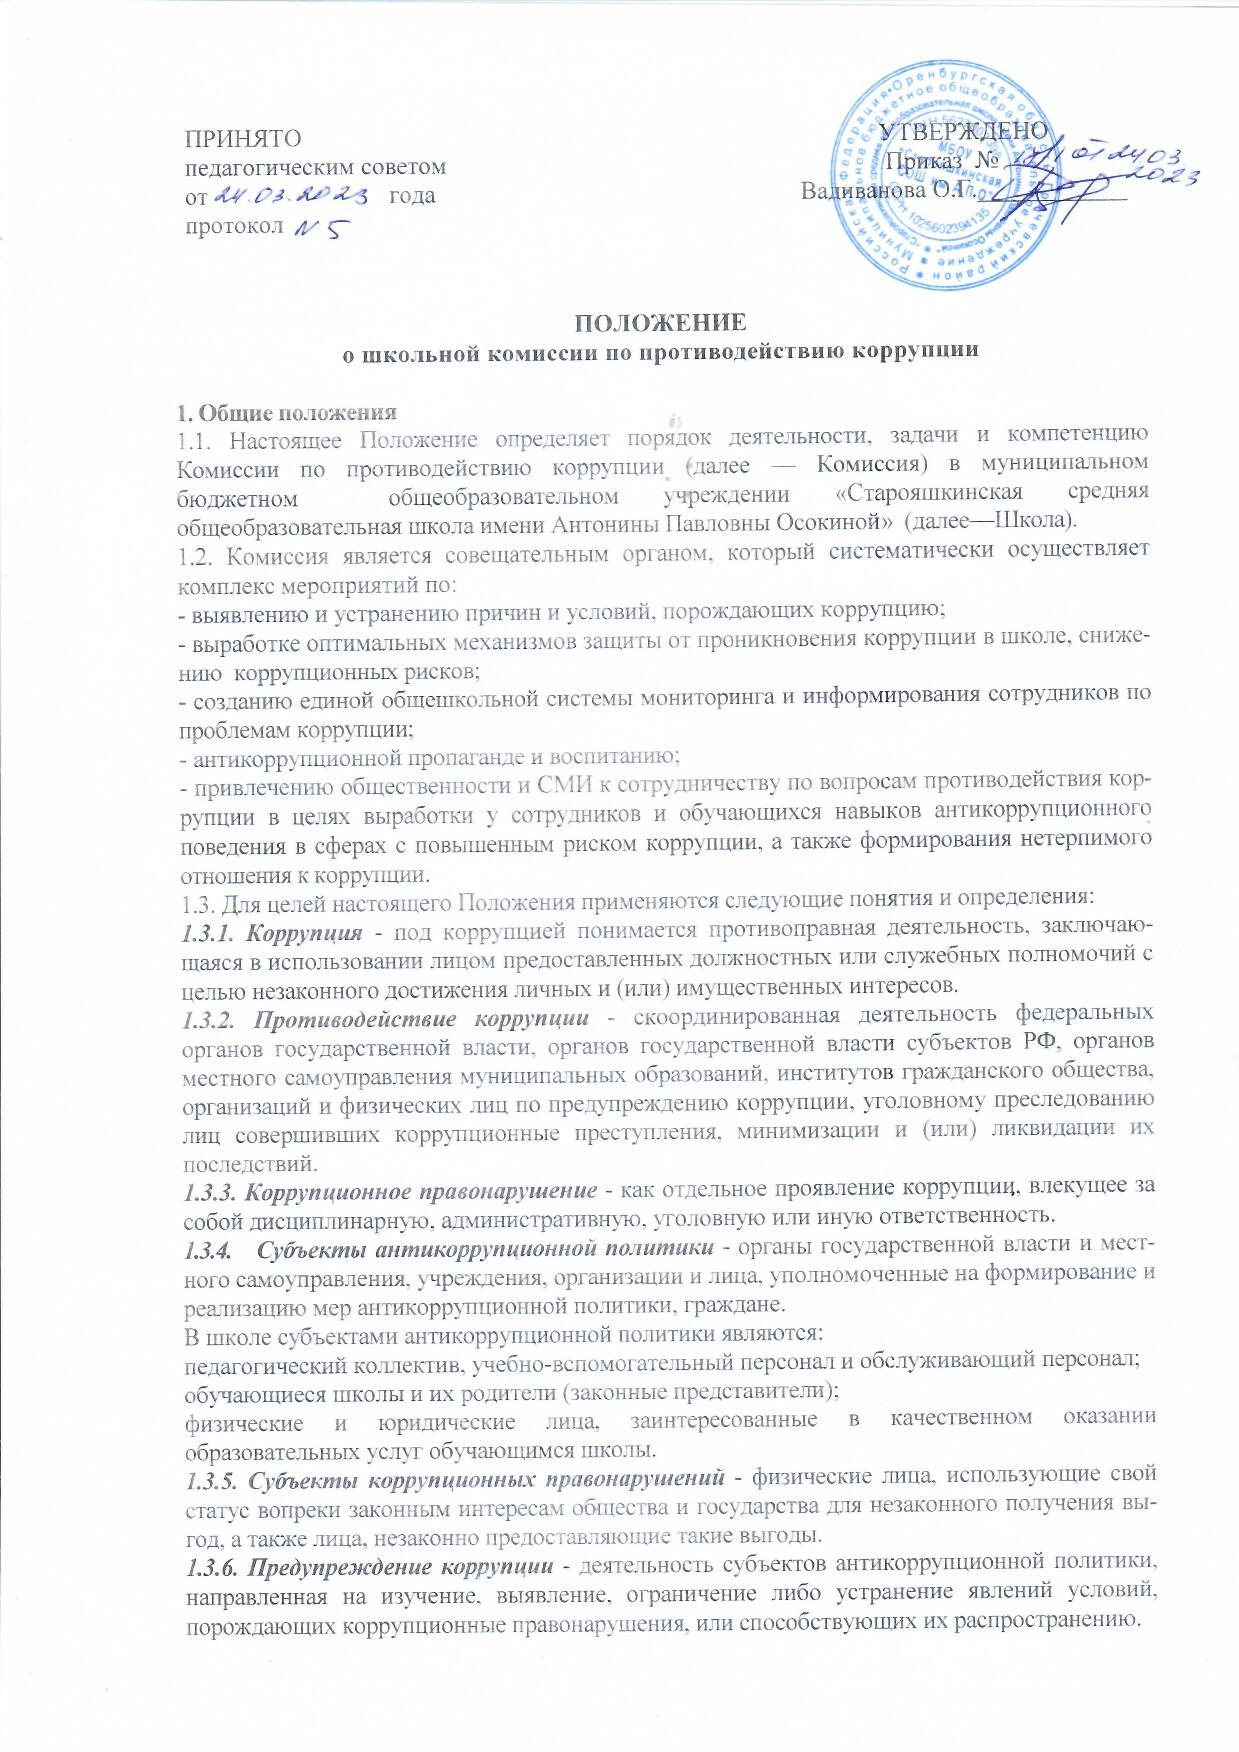 ПРИНЯТО
педагогическим советом
от 24.03.2023 года
протокол N 5
УТВЕРЖДЕНО
Приказ № от 24 03
2023
Вадиванова О.Г.
МБОУ
ПОЛОЖЕНИЕ
о школьной комиссии по противодействию коррупции
1. Общие положения
1.1. Настоящее Положение определяет порядок деятельности, задачи и компетенцию
Комиссии по противодействию коррупции (далее — Комиссия) в муниципальном
бюджетном общеобразовательном учреждении «Старояшкинская средняя
общеобразовательная школа имени Антонины Павловны Осокиной» (далее—Школа).
1.2. Комиссия является совещательным органом, который систематически осуществляет
комплекс мероприятий по:
- выявлению и устранению причин и условий, порождающих коррупцию;
- выработке оптимальных механизмов защиты от проникновения коррупции в школе, сниже-
нию коррупционных рисков;
- созданию единой общешкольной системы мониторинга и информирования сотрудников по
проблемам коррупции;
- антикоррупционной пропаганде и воспитанию;
- привлечению общественности и СМИ к сотрудничеству по вопросам противодействия кор-
рупции в целях выработки у сотрудников и обучающихся навыков антикоррупционного
поведения в сферах с повышенным риском коррупции, а также формирования нетерпимого
отношения к коррупции.
1.3. Для целей настоящего Положения применяются следующие понятия и определения:
1.3.1. Коррупция - под коррупцией понимается противоправная деятельность, заключаю-
щаяся в использовании лицом предоставленных должностных или служебных полномочий с
целью незаконного достижения личных и (или) имущественных интересов.
1.3.2. Противодействие коррупции - скоординированная деятельность федеральных
органов государственной власти, органов государственной власти субъектов РФ, органов
местного самоуправления муниципальных образований, институтов гражданского общества,
организаций и физических лиц по предупреждению коррупции, уголовному преследованию
лиц совершивших коррупционные преступления, минимизации и (или) ликвидации их
последствий.
1.3.3. Коррупционное правонарушение - как отдельное проявление коррупции, влекущее за
собой дисциплинарную, административную, уголовную или иную ответственность.
1.3.4. Субъекты антикоррупционной политики - органы государственной власти и мест-
ного самоуправления, учреждения, организации и лица, уполномоченные на формирование и
реализацию мер антикоррупционной политики, граждане.
В школе субъектами антикоррупционной политики являются:
педагогический коллектив, учебно-вспомогательный персонал и обслуживающий персонал;
обучающиеся школы и их родители (законные представители);
физические и юридические лица, заинтересованные в качественном оказании
образовательных услуг обучающимся школы.
1.3.5. Субъекты коррупционных правонарушений - физические лица, использующие свой
статус вопреки законным интересам общества и государства для незаконного получения вы-
год, а также лица, незаконно предоставляющие такие выгоды.
1.3.6. Предупреждение коррупции - деятельность субъектов антикоррупционной политики,
направленная на изучение, выявление, ограничение либо устранение явлений условий,
порождающих коррупционные правонарушения, или способствующих их распространению.